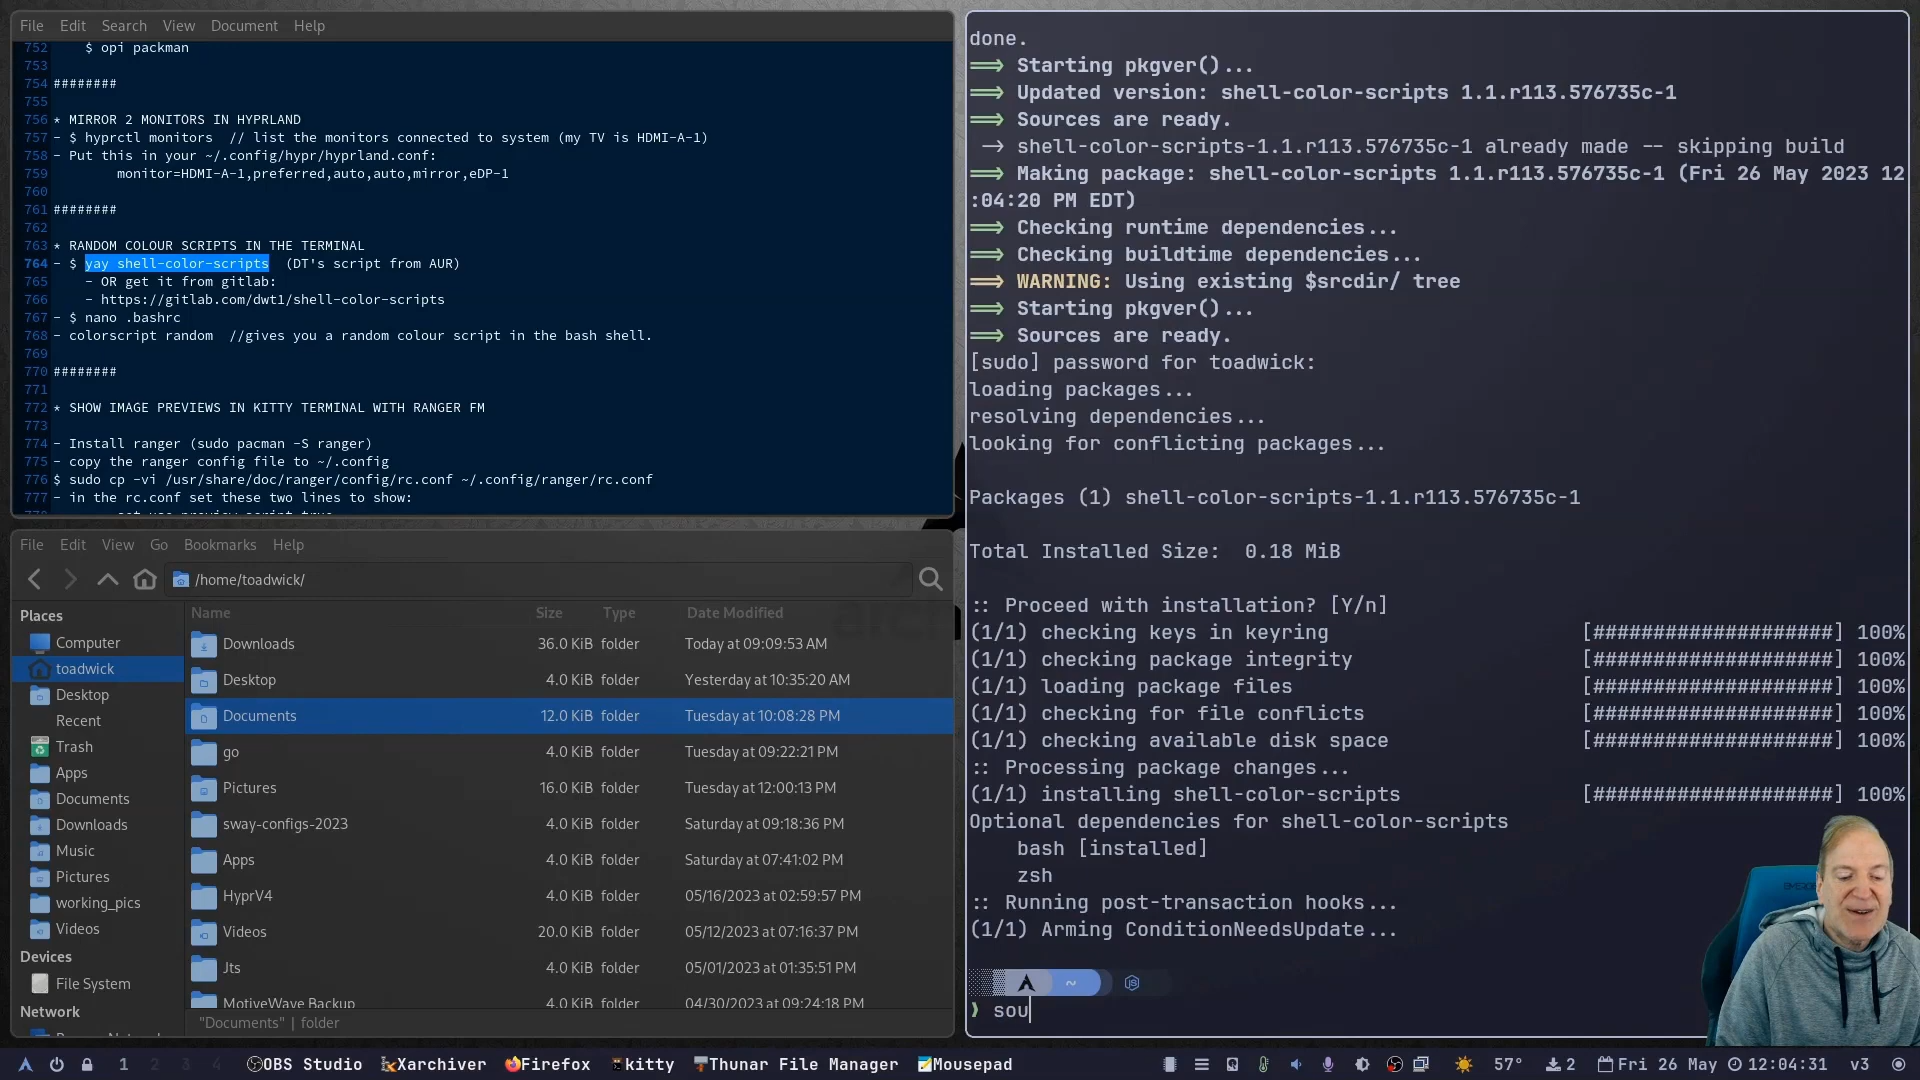 File Edit Search View Document Help
752 $ opi packman
753
754 ########
755
756 * MIRROR 2 MONITORS IN HYPRLAND
757 - $ hyprctl monitors // list the monitors connected to system (my TV is HDMI-A-1)
758 - Put this in your ~/.config/hypr/hyprland.conf:
759 monitor=HDMI-A-1,preferred,auto,auto,mirror,eDP-1
760
761 ########
762
763 * RANDOM COLOUR SCRIPTS IN THE TERMINAL
764 - $ yay shell-color-scripts (DT's script from AUR)
765 - OR get it from gitlab:
766 - https://gitlab.com/dwt1/shell-color-scripts
767 - $ nano .bashrc
768 - colorscript random //gives you a random colour script in the bash shell.
769
770 ########
771
772 * SHOW IMAGE PREVIEWS IN KITTY TERMINAL WITH RANGER FM
773
774 - Install ranger (sudo pacman -S ranger)
775 - copy the ranger config file to ~/.config
776 $ sudo cp -vi /usr/share/doc/ranger/config/rc.conf ~/.config/ranger/rc.conf
777 - in the rc.conf set these two lines to show:
File Edit View Go Bookmarks Help
/home/toadwick/
Places
Computer
toadwick
Desktop
Recent
Trash
Apps
Documents
Downloads
Music
Pictures
working_pics
Videos
Devices
File System
Network
Name Size Type Date Modified
Downloads 36.0 KiB folder Today at 09:09:53 AM
Desktop 4.0 KiB folder Yesterday at 10:35:20 AM
Documents 12.0 KiB folder Tuesday at 10:08:28 PM
go 4.0 KiB folder Tuesday at 09:22:21 PM
Pictures 16.0 KiB folder Tuesday at 12:00:13 PM
sway-configs-2023 4.0 KiB folder Saturday at 09:18:36 PM
Apps 4.0 KiB folder Saturday at 07:41:02 PM
HyprV4 4.0 KiB folder 05/16/2023 at 02:59:57 PM
Videos 20.0 KiB folder 05/12/2023 at 07:16:37 PM
Jts 4.0 KiB folder 05/01/2023 at 01:35:51 PM
MotiveWave Backup 4.0 KiB folder 04/30/2023 at 09:24:18 PM
"Documents" | folder
done.
==> Starting pkgver()...
==> Updated version: shell-color-scripts 1.1.r113.576735c-1
==> Sources are ready.
-> shell-color-scripts-1.1.r113.576735c-1 already made -- skipping build
==> Making package: shell-color-scripts 1.1.r113.576735c-1 (Fri 26 May 2023 12
:04:20 PM EDT)
==> Checking runtime dependencies...
==> Checking buildtime dependencies...
==> WARNING: Using existing $srcdir/ tree
==> Starting pkgver()...
==> Sources are ready.
[sudo] password for toadwick:
loading packages...
resolving dependencies...
looking for conflicting packages...
Packages (1) shell-color-scripts-1.1.r113.576735c-1
Total Installed Size: 0.18 MiB
:: Proceed with installation? [Y/n]
(1/1) checking keys in keyring [####################] 100%
(1/1) checking package integrity [####################] 100%
(1/1) loading package files [####################] 100%
(1/1) checking for file conflicts [####################] 100%
(1/1) checking available disk space [####################] 100%
:: Processing package changes...
(1/1) installing shell-color-scripts [####################] 100%
Optional dependencies for shell-color-scripts
bash [installed]
zsh
:: Running post-transaction hooks...
(1/1) Arming ConditionNeedsUpdate...
~
❯ sou
1 2 3 4 OBS Studio Xarchiver Firefox kitty Thunar File Manager Mousepad 57° 2 Fri 26 May 12:04:31 v3